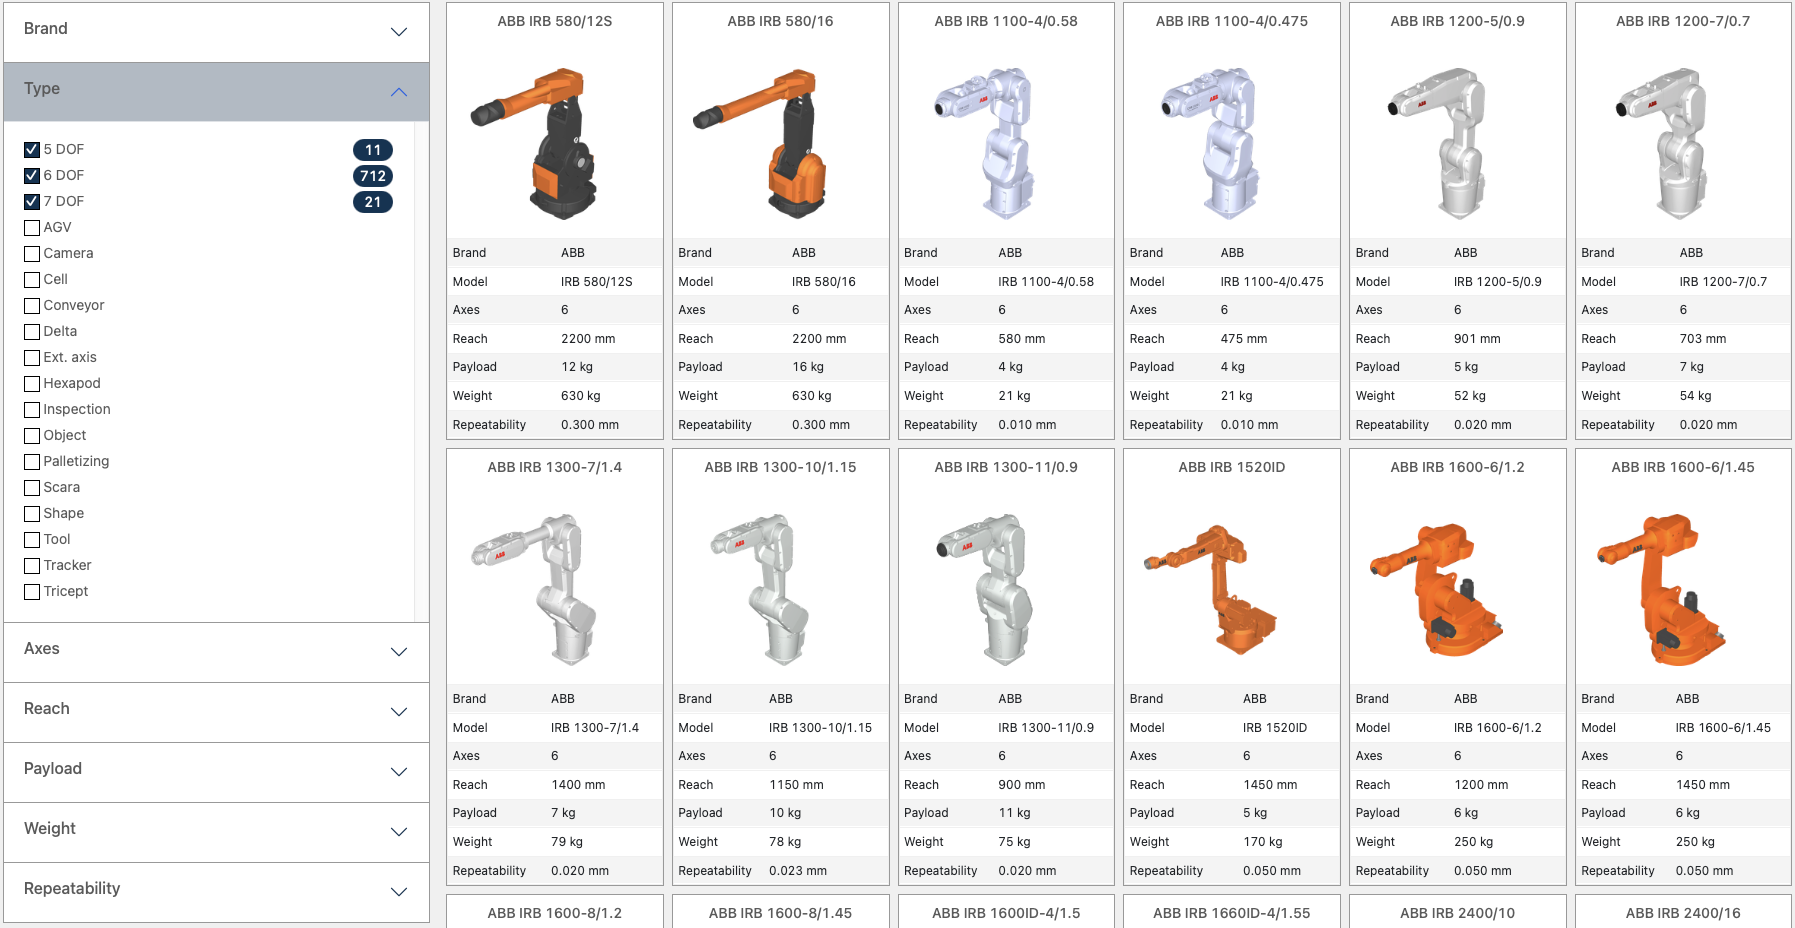 Brand
Type
5 DOF 11
6 DOF 712
7 DOF 21
AGV
Camera
Cell
Conveyor
Delta
Ext. axis
Hexapod
Inspection
Object
Palletizing
Scara
Shape
Tool
Tracker
Tricept
Axes
Reach
Payload
Weight
Repeatability
ABB IRB 580/12S
Brand ABB
Model IRB 580/12S
Axes 6
Reach 2200 mm
Payload 12 kg
Weight 630 kg
Repeatability 0.300 mm
ABB IRB 580/16
Brand ABB
Model IRB 580/16
Axes 6
Reach 2200 mm
Payload 16 kg
Weight 630 kg
Repeatability 0.300 mm
ABB IRB 1100-4/0.58
ABB
Brand ABB
Model IRB 1100-4/0.58
Axes 6
Reach 580 mm
Payload 4 kg
Weight 21 kg
Repeatability 0.010 mm
ABB IRB 1100-4/0.475
ABB
Brand ABB
Model IRB 1100-4/0.475
Axes 6
Reach 475 mm
Payload 4 kg
Weight 21 kg
Repeatability 0.010 mm
ABB IRB 1200-5/0.9
ABB
Brand ABB
Model IRB 1200-5/0.9
Axes 6
Reach 901 mm
Payload 5 kg
Weight 52 kg
Repeatability 0.020 mm
ABB IRB 1200-7/0.7
ABB
Brand ABB
Model IRB 1200-7/0.7
Axes 6
Reach 703 mm
Payload 7 kg
Weight 54 kg
Repeatability 0.020 mm
ABB IRB 1300-7/1.4
ABB
Brand ABB
Model IRB 1300-7/1.4
Axes 6
Reach 1400 mm
Payload 7 kg
Weight 79 kg
Repeatability 0.020 mm
ABB IRB 1300-10/1.15
ABB
Brand ABB
Model IRB 1300-10/1.15
Axes 6
Reach 1150 mm
Payload 10 kg
Weight 78 kg
Repeatability 0.023 mm
ABB IRB 1300-11/0.9
ABB
Brand ABB
Model IRB 1300-11/0.9
Axes 6
Reach 900 mm
Payload 11 kg
Weight 75 kg
Repeatability 0.020 mm
ABB IRB 1520ID
ABB
Brand ABB
Model IRB 1520ID
Axes 6
Reach 1450 mm
Payload 5 kg
Weight 170 kg
Repeatability 0.050 mm
ABB IRB 1600-6/1.2
ABB
Brand ABB
Model IRB 1600-6/1.2
Axes 6
Reach 1200 mm
Payload 6 kg
Weight 250 kg
Repeatability 0.050 mm
ABB IRB 1600-6/1.45
ABB
Brand ABB
Model IRB 1600-6/1.45
Axes 6
Reach 1450 mm
Payload 6 kg
Weight 250 kg
Repeatability 0.050 mm
ABB IRB 1600-8/1.2
ABB IRB 1600-8/1.45
ABB IRB 1600ID-4/1.5
ABB IRB 1660ID-4/1.55
ABB IRB 2400/10
ABB IRB 2400/16